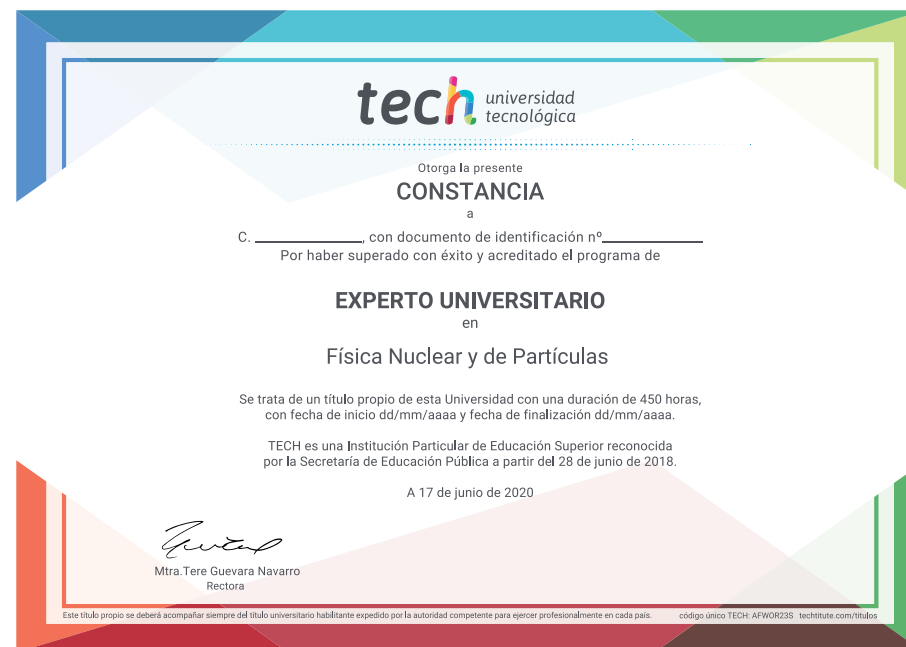 tech universidad
tecnológica
Otorga la presente
CONSTANCIA
a
C. ____________, con documento de identificación nº____________
Por haber superado con éxito y acreditado el programa de
EXPERTO UNIVERSITARIO
en
Física Nuclear y de Partículas
Se trata de un título propio de esta Universidad con una duración de 450 horas,
con fecha de inicio dd/mm/aaaa y fecha de finalización dd/mm/aaaa.
TECH es una Institución Particular de Educación Superior reconocida
por la Secretaría de Educación Pública a partir del 28 de junio de 2018.
A 17 de junio de 2020
Mtra.Tere Guevara Navarro
Rectora
Este título propio se deberá acompañar siempre del título universitario habilitante expedido por la autoridad competente para ejercer profesionalmente en cada país. código único TECH: AFWOR23S techtitute.com/títulos